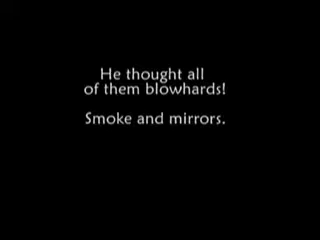 He thought all
of them blowhards!
Smoke and mirrors.